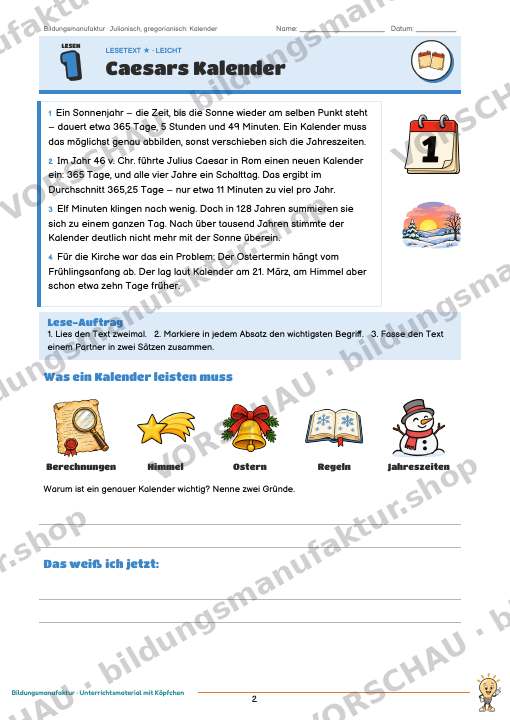 Bildungsmanufaktur · Julianisch, gregorianisch: Kalender Name: Datum:
LESEN
1
LESETEXT ★ · LEICHT
Caesars Kalender
1 Ein Sonnenjahr – die Zeit, bis die Sonne wieder am selben Punkt steht
– dauert etwa 365 Tage, 5 Stunden und 49 Minuten. Ein Kalender muss
das möglichst genau abbilden, sonst verschieben sich die Jahreszeiten.
2 Im Jahr 46 v. Chr. führte Julius Caesar in Rom einen neuen Kalender
ein: 365 Tage, und alle vier Jahre ein Schalttag. Das ergibt im
Durchschnitt 365,25 Tage – nur etwa 11 Minuten zu viel pro Jahr.
3 Elf Minuten klingen nach wenig. Doch in 128 Jahren summieren sie
sich zu einem ganzen Tag. Nach über tausend Jahren stimmte der
Kalender deutlich nicht mehr mit der Sonne überein.
4 Für die Kirche war das ein Problem: Der Ostertermin hängt vom
Frühlingsanfang ab. Der lag laut Kalender am 21. März, am Himmel aber
schon etwa zehn Tage früher.
1
Lese-Auftrag
1. Lies den Text zweimal. 2. Markiere in jedem Absatz den wichtigsten Begriff. 3. Fasse den Text
einem Partner in zwei Sätzen zusammen.
Was ein Kalender leisten muss
Berechnungen Himmel Ostern Regeln Jahreszeiten
Warum ist ein genauer Kalender wichtig? Nenne zwei Gründe.
Das weiß ich jetzt:
Bildungsmanufaktur · Unterrichtsmaterial mit Köpfchen
2
VORSCHAU · bildungsmanufaktur.shop